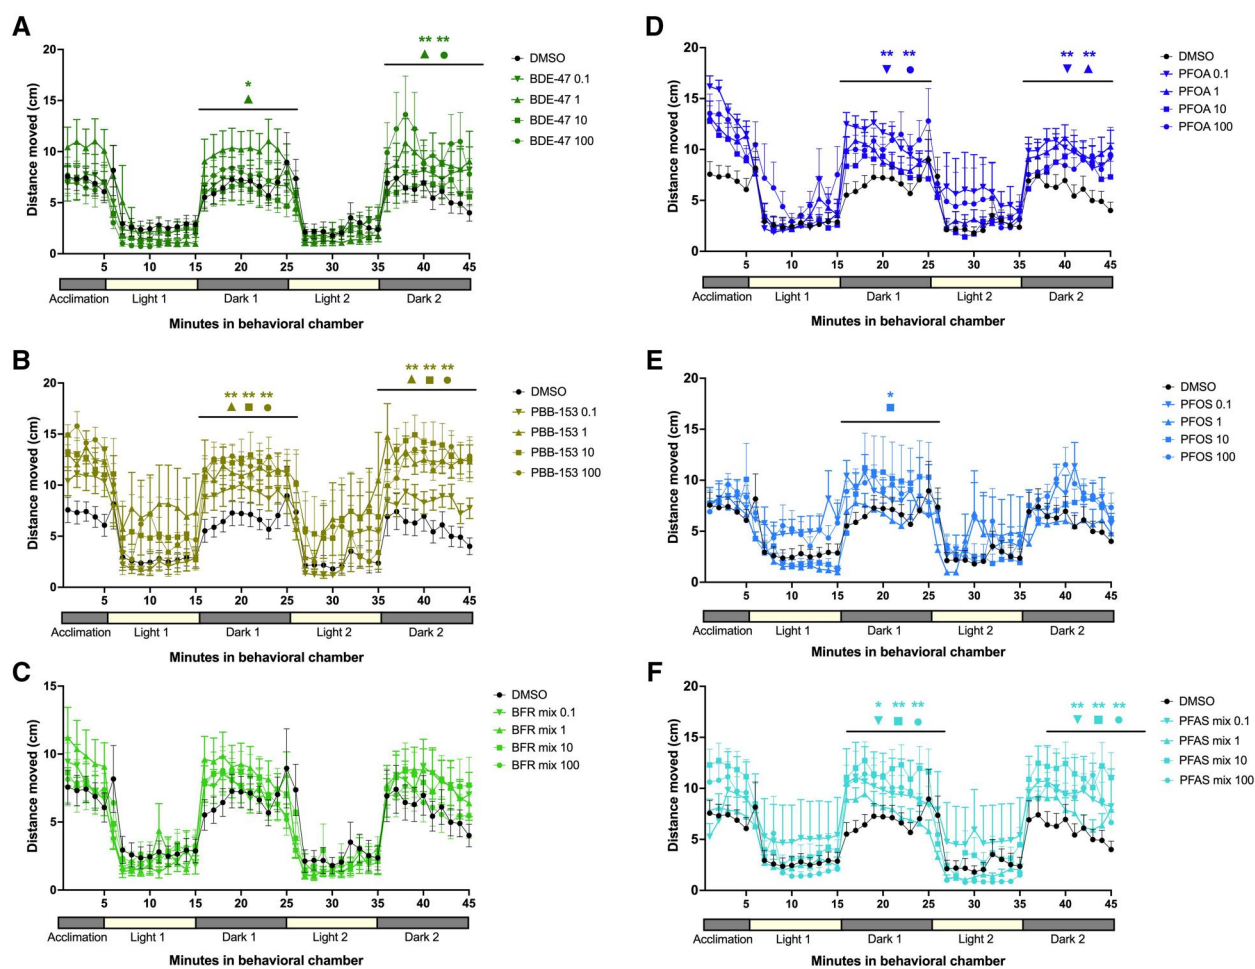 A
Distance moved (cm)
20
15
10
5
0
*
** **
DMSO
BDE-47 0.1
BDE-47 1
BDE-47 10
BDE-47 100
5 10 15 20 25 30 35 40 45
Acclimation Light 1 Dark 1 Light 2 Dark 2
Minutes in behavioral chamber
B
Distance moved (cm)
20
15
10
5
0
** ** **
** ** **
DMSO
PBB-153 0.1
PBB-153 1
PBB-153 10
PBB-153 100
5 10 15 20 25 30 35 40 45
Acclimation Light 1 Dark 1 Light 2 Dark 2
Minutes in behavioral chamber
C
Distance moved (cm)
15
10
5
0
DMSO
BFR mix 0.1
BFR mix 1
BFR mix 10
BFR mix 100
5 10 15 20 25 30 35 40 45
Acclimation Light 1 Dark 1 Light 2 Dark 2
Minutes in behavioral chamber
D
Distance moved (cm)
20
15
10
5
0
** **
** **
DMSO
PFOA 0.1
PFOA 1
PFOA 10
PFOA 100
5 10 15 20 25 30 35 40 45
Acclimation Light 1 Dark 1 Light 2 Dark 2
Minutes in behavioral chamber
E
Distance moved (cm)
20
15
10
5
0
*
DMSO
PFOS 0.1
PFOS 1
PFOS 10
PFOS 100
5 10 15 20 25 30 35 40 45
Acclimation Light 1 Dark 1 Light 2 Dark 2
Minutes in behavioral chamber
F
Distance moved (cm)
20
15
10
5
0
* ** **
** ** **
DMSO
PFAS mix 0.1
PFAS mix 1
PFAS mix 10
PFAS mix 100
5 10 15 20 25 30 35 40 45
Acclimation Light 1 Dark 1 Light 2 Dark 2
Minutes in behavioral chamber